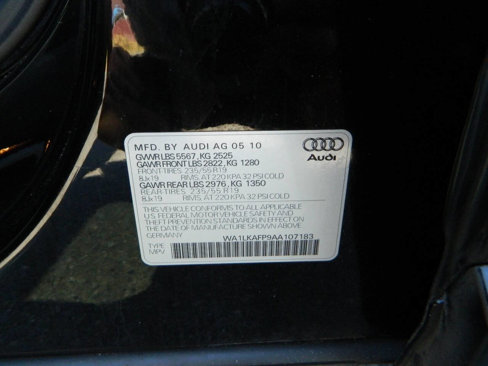 MFD. BY AUDI AG 05 10
GVWR LBS 5567, KG 2525
GAWR FRONT LBS 2822, KG 1280
FRONT-TIRES 235/55 R19
8Jx19 RIMS, AT 220 KPA 32 PSI COLD
GAWR REAR LBS 2976, KG 1350
REAR-TIRES 235/55 R19
8Jx19 RIMS, AT 220 KPA 32 PSI COLD
THIS VEHICLE CONFORMS TO ALL APPLICABLE
U.S. FEDERAL MOTOR VEHICLE SAFETY AND
THEFT PREVENTION STANDARDS IN EFFECT ON
THE DATE OF MANUFACTURE SHOWN ABOVE
GERMANY
WA1LKAFP9AA107183
TYPE
MPV
Audi